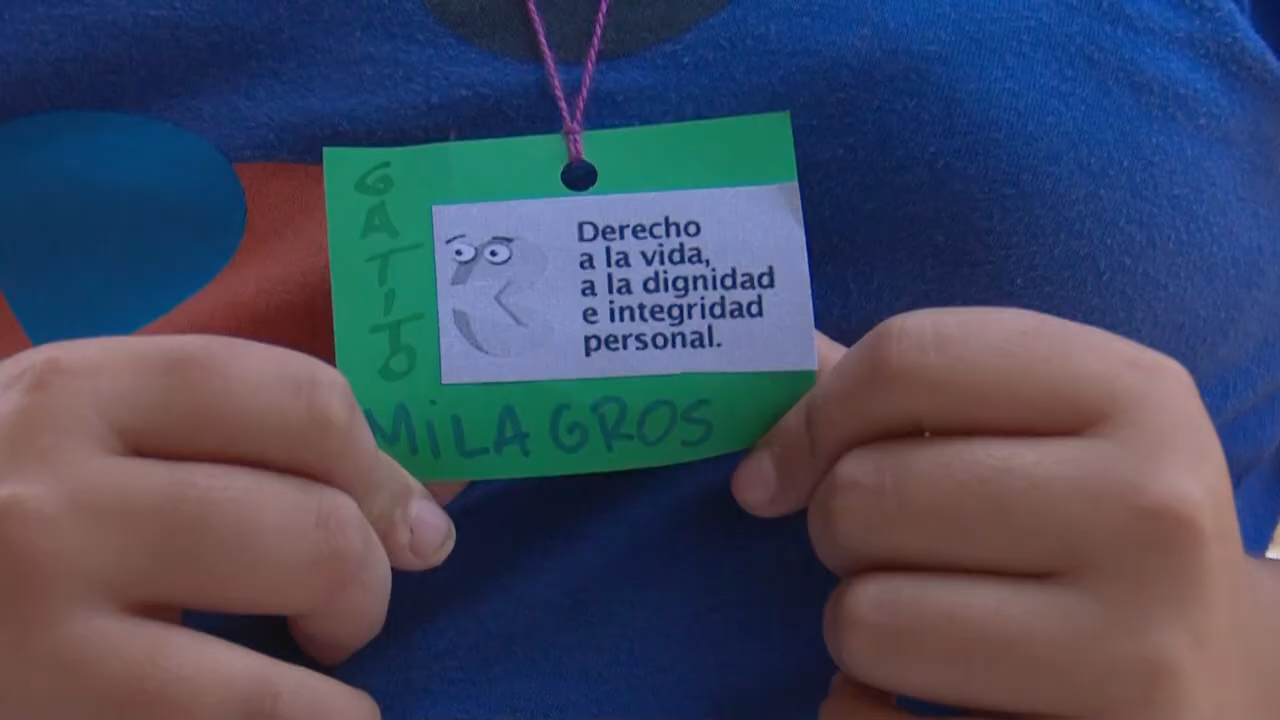 GATITO
Derecho
a la vida,
a la dignidad
e integridad
personal.
MiLAGROS